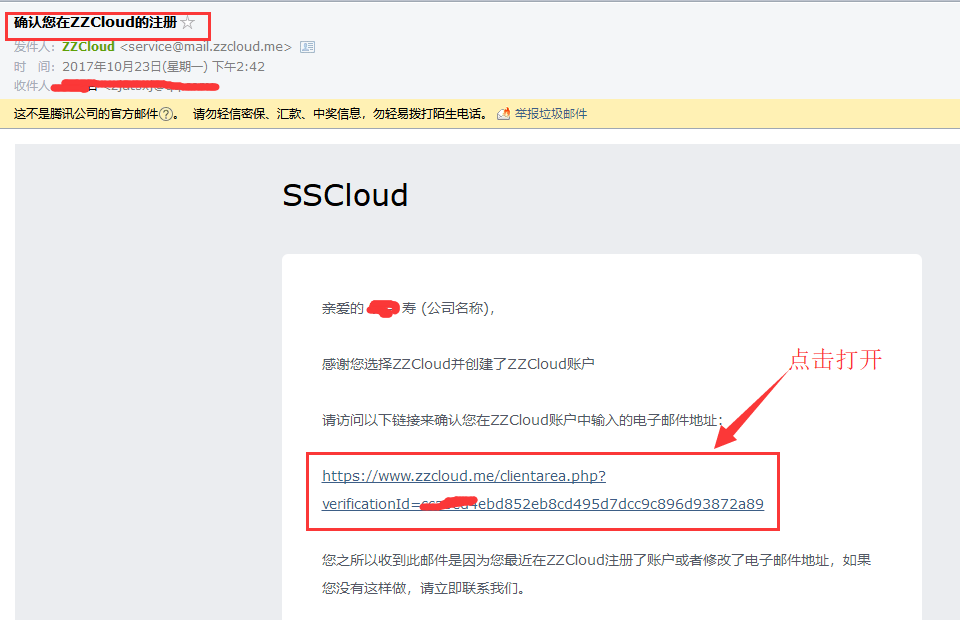 确认您在ZZCloud的注册☆
发件人：ZZCloud <service@mail.zzcloud.me>
时 间：2017年10月23日(星期一) 下午2:42
收件人
这不是腾讯公司的官方邮件?。 请勿轻信密保、汇款、中奖信息，勿轻易拨打陌生电话。 举报垃圾邮件
SSCloud
亲爱的 寿 (公司名称),
感谢您选择ZZCloud并创建了ZZCloud账户
点击打开
请访问以下链接来确认您在ZZCloud账户中输入的电子邮件地址:
https://www.zzcloud.me/clientarea.php?
verificationId= ebd852eb8cd495d7dcc9c896d93872a89
您之所以收到此邮件是因为您最近在ZZCloud注册了账户或者修改了电子邮件地址，如果
您没有这样做，请立即联系我们。